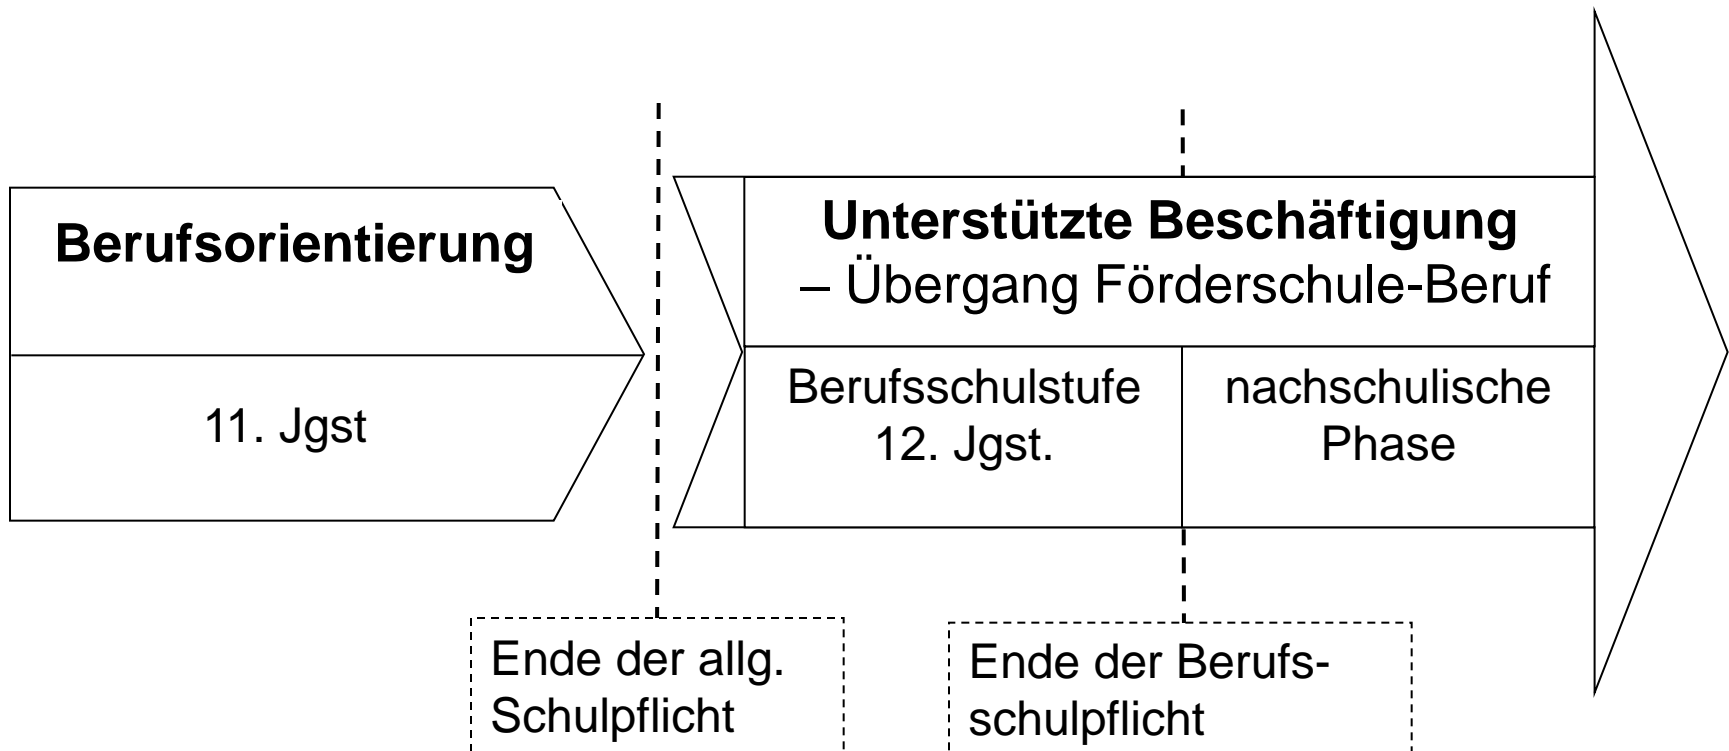 Berufsorientierung
11. Jgst
Unterstützte Beschäftigung
– Übergang Förderschule-Beruf
Berufsschulstufe
12. Jgst.
nachschulische
Phase
Ende der allg.
Schulpflicht
Ende der Berufs-
schulpflicht